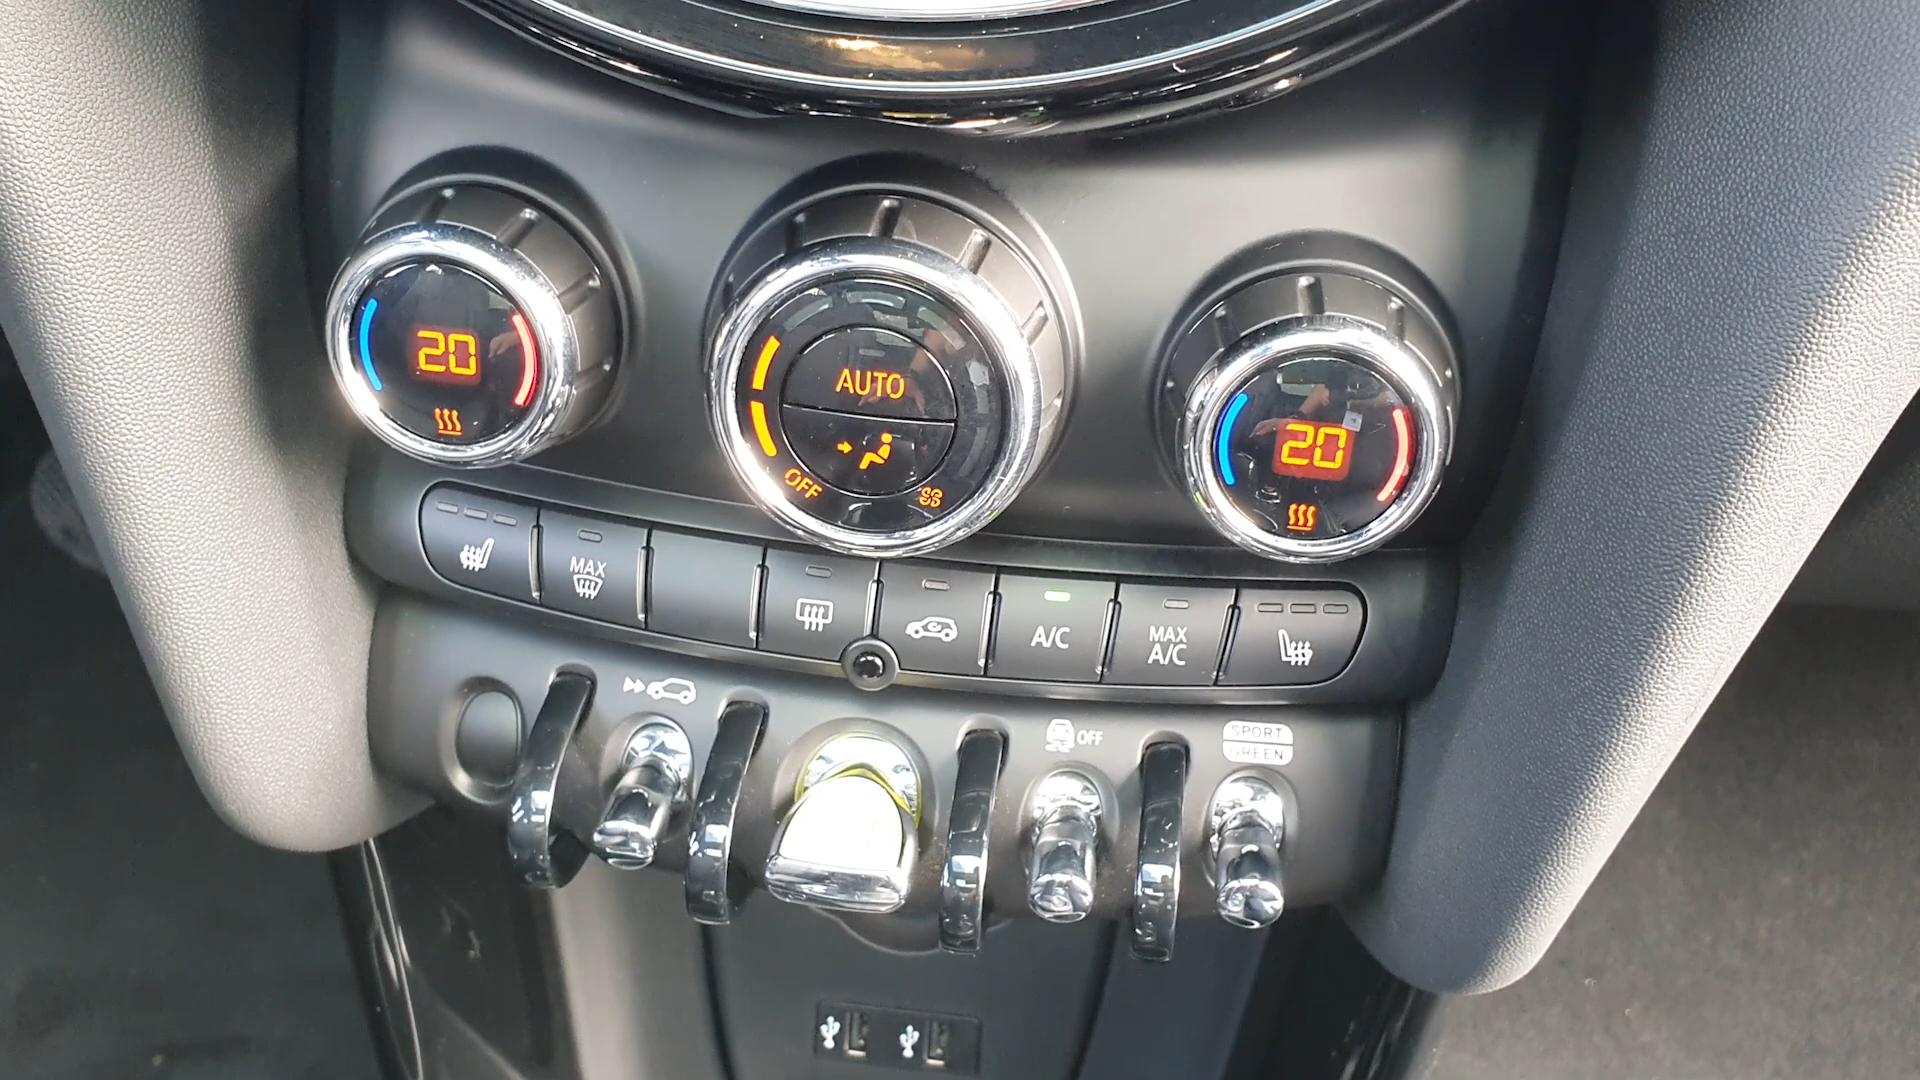 20
AUTO
20
OFF
MAX
A/C
MAX
A/C
OFF
SPORT
GREEN